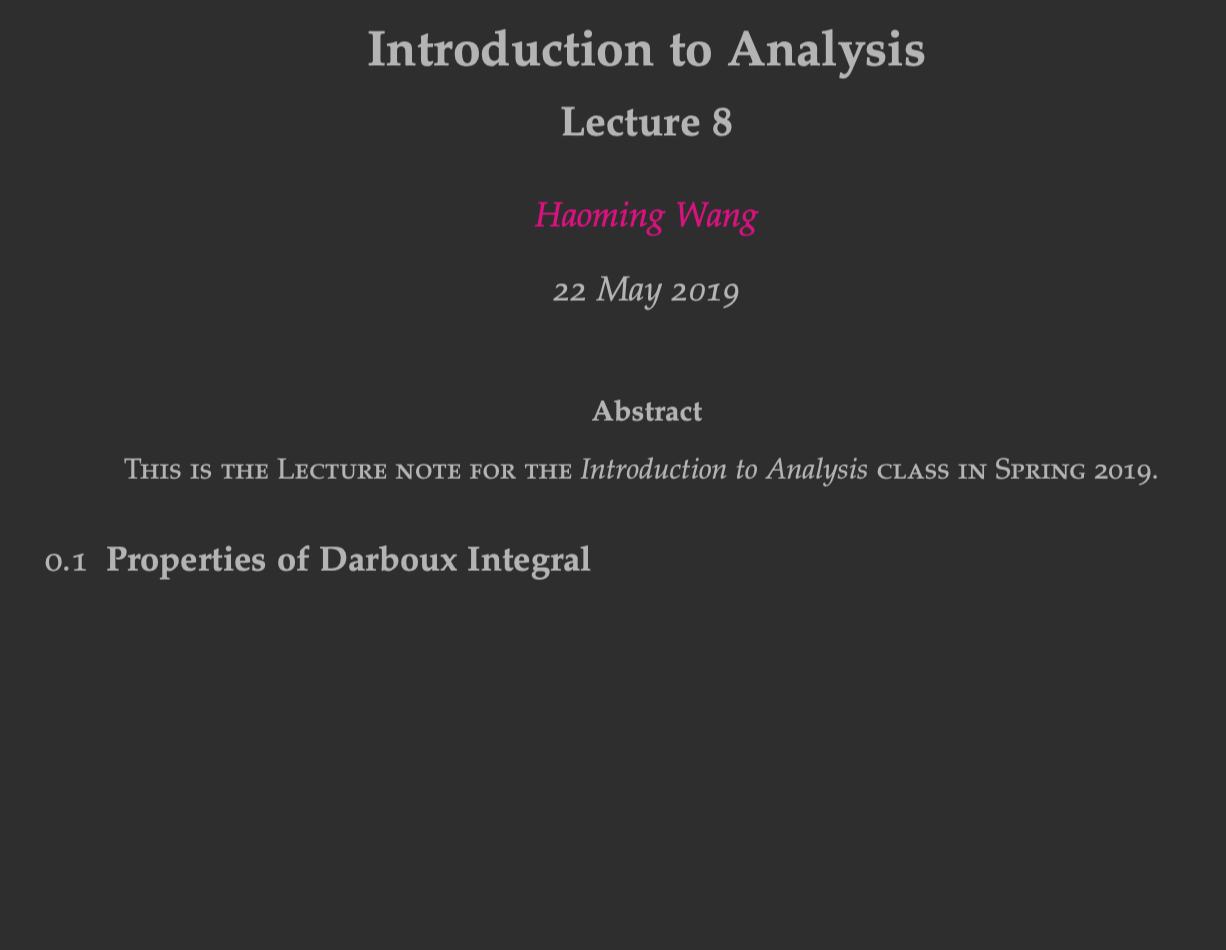 Introduction to Analysis
Lecture 8
Haoming Wang
22 May 2019
Abstract
This is the Lecture note for the Introduction to Analysis class in Spring 2019.
0.1 Properties of Darboux Integral